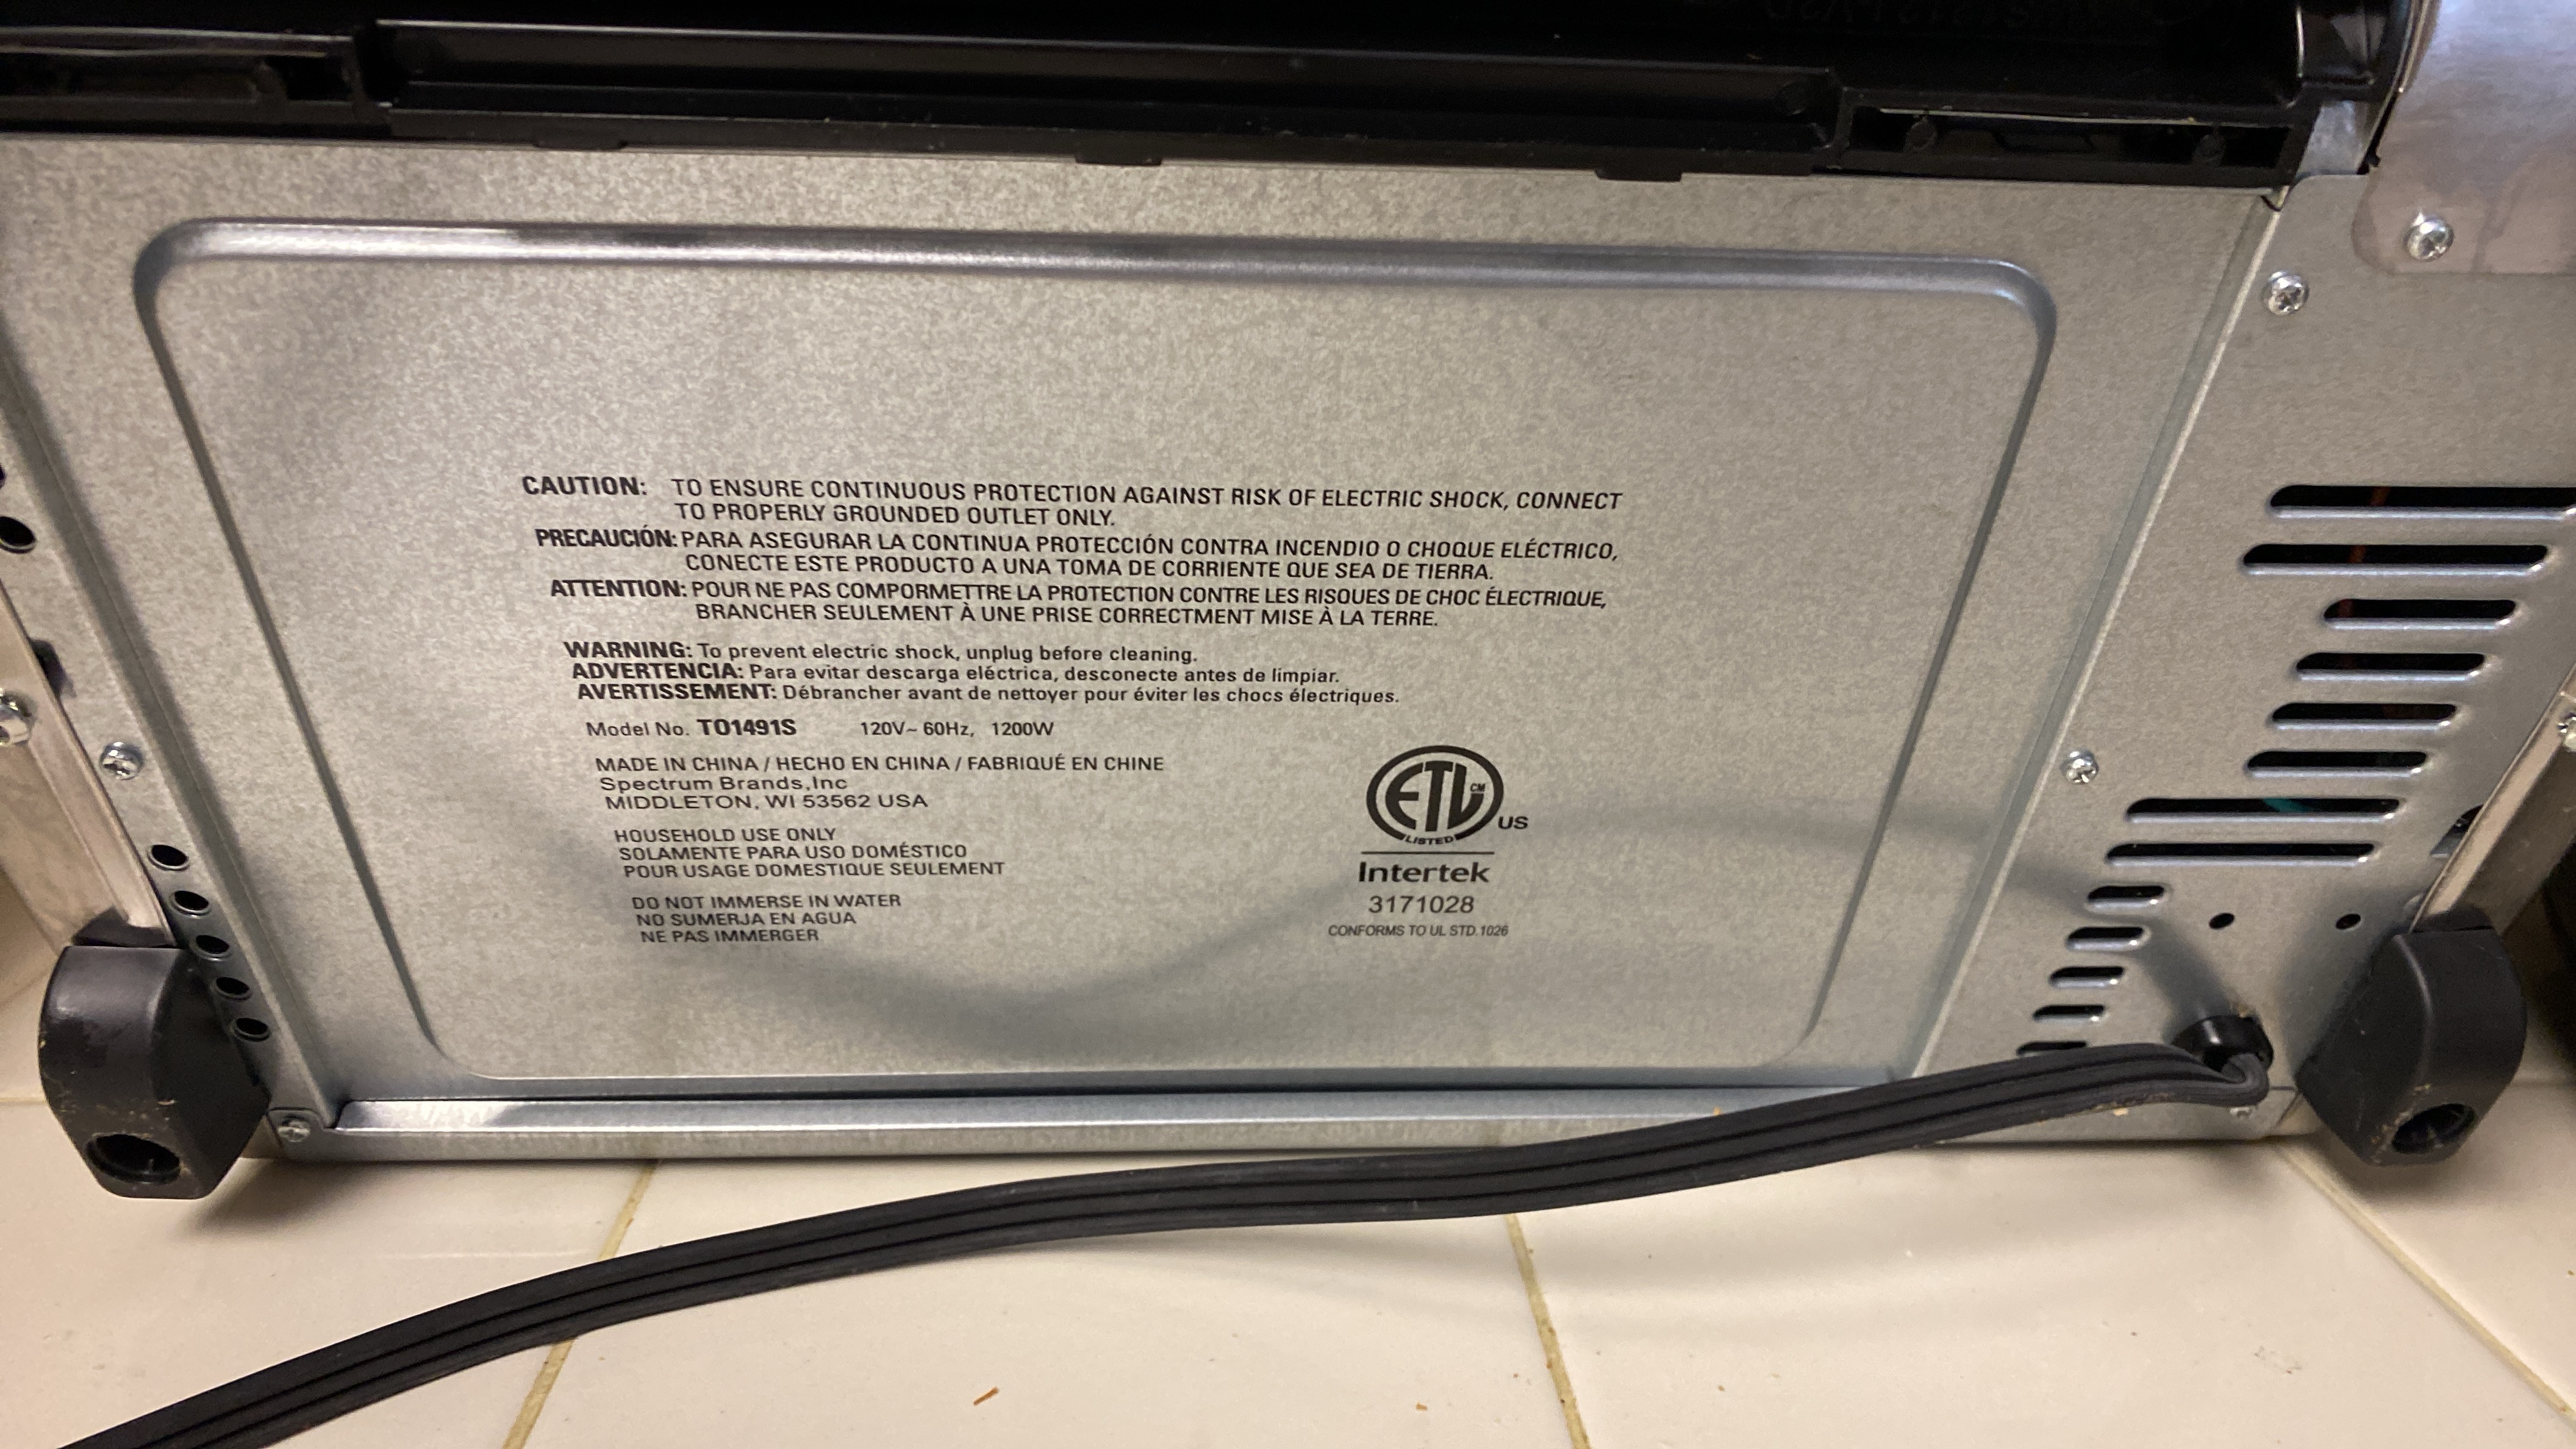 CAUTION: TO ENSURE CONTINUOUS PROTECTION AGAINST RISK OF ELECTRIC SHOCK, CONNECT
TO PROPERLY GROUNDED OUTLET ONLY.
PRECAUCIÓN: PARA ASEGURAR LA CONTINUA PROTECCIÓN CONTRA INCENDIO O CHOQUE ELÉCTRICO,
CONECTE ESTE PRODUCTO A UNA TOMA DE CORRIENTE QUE SEA DE TIERRA.
ATTENTION: POUR NE PAS COMPORMETTRE LA PROTECTION CONTRE LES RISQUES DE CHOC ÉLECTRIQUE,
BRANCHER SEULEMENT À UNE PRISE CORRECTMENT MISE À LA TERRE.
WARNING: To prevent electric shock, unplug before cleaning.
ADVERTENCIA: Para evitar descarga eléctrica, desconecte antes de limpiar.
AVERTISSEMENT: Débrancher avant de nettoyer pour éviter les chocs électriques.
Model No. TO1491S 120V~ 60Hz, 1200W
MADE IN CHINA / HECHO EN CHINA / FABRIQUÉ EN CHINE
Spectrum Brands,Inc
MIDDLETON, WI 53562 USA
HOUSEHOLD USE ONLY
SOLAMENTE PARA USO DOMÉSTICO
POUR USAGE DOMESTIQUE SEULEMENT
DO NOT IMMERSE IN WATER
NO SUMERJA EN AGUA
NE PAS IMMERGER
ETL CM
LISTED US
Intertek
3171028
CONFORMS TO UL STD.1026